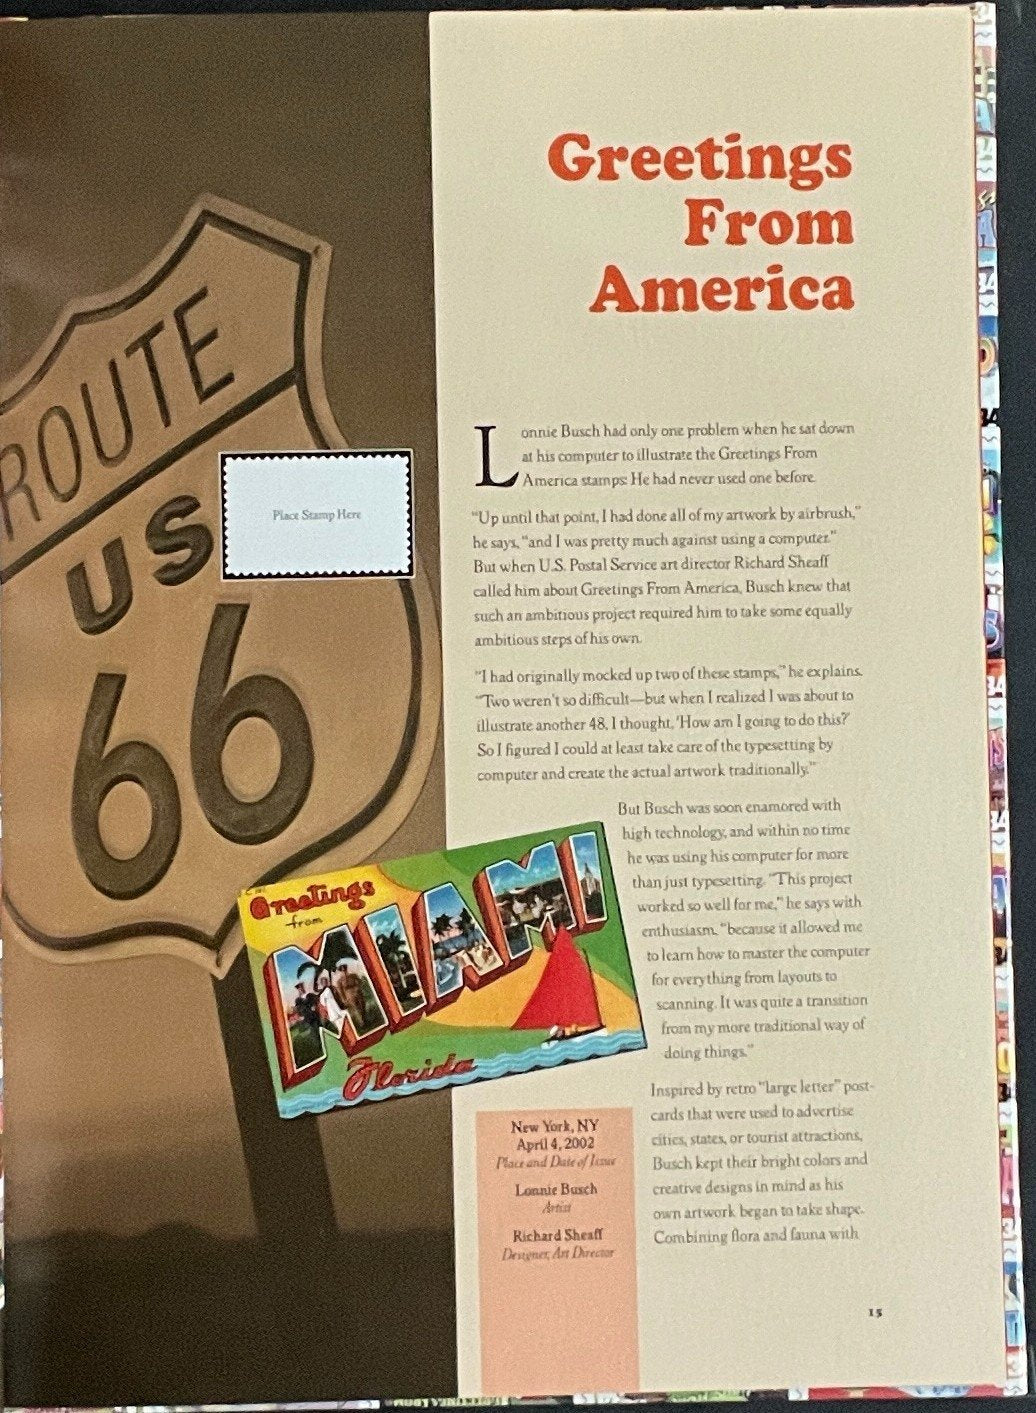 Greetings
From
America
ROUTE
US
66
Place Stamp Here
Lonnie Busch had only one problem when he sat down
at his computer to illustrate the Greetings From
America stamps: He had never used one before.
"Up until that point, I had done all of my artwork by airbrush,"
he says, "and I was pretty much against using a computer."
But when U.S. Postal Service art director Richard Sheaff
called him about Greetings From America, Busch knew that
such an ambitious project required him to take some equally
ambitious steps of his own.
"I had originally mocked up two of these stamps," he explains.
"Two weren't so difficult—but when I realized I was about to
illustrate another 48, I thought, 'How am I going to do this?'
So I figured I could at least take care of the typesetting by
computer and create the actual artwork traditionally."
But Busch was soon enamored with
high technology, and within no time
he was using his computer for more
than just typesetting. "This project
worked so well for me," he says with
enthusiasm, "because it allowed me
to learn how to master the computer
for everything from layouts to
scanning. It was quite a transition
from my more traditional way of
doing things."
Inspired by retro "large letter" post-
cards that were used to advertise
cities, states, or tourist attractions,
Busch kept their bright colors and
creative designs in mind as his
own artwork began to take shape.
Combining flora and fauna with
Greetings
from
MIAMI
Florida
New York, NY
April 4, 2002
Place and Date of Issue
Lonnie Busch
Artist
Richard Sheaff
Designer, Art Director
15